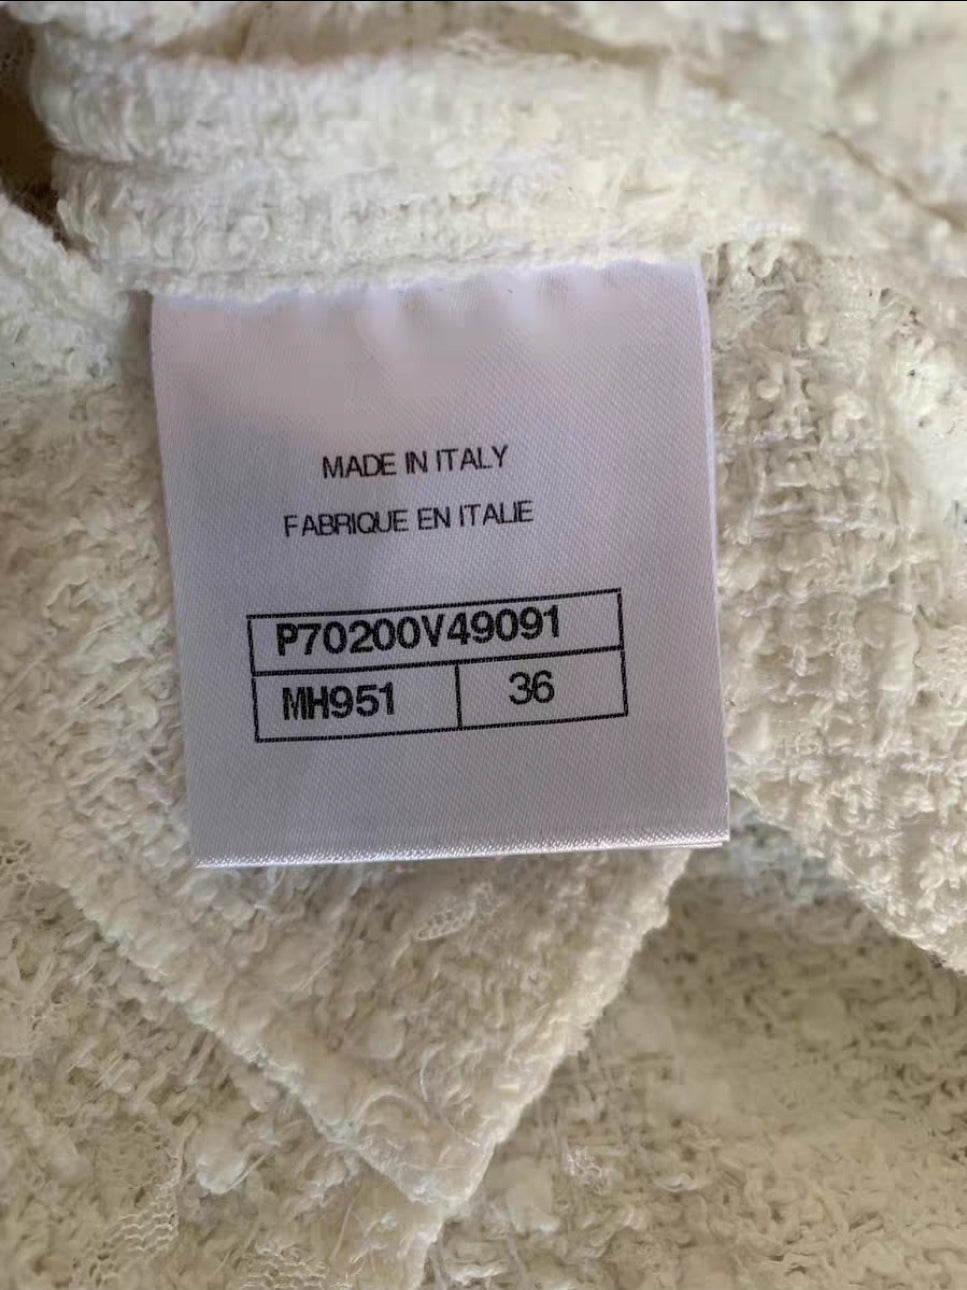 MADE IN ITALY
FABRIQUE EN ITALIE
P70200V49091
MH951 36